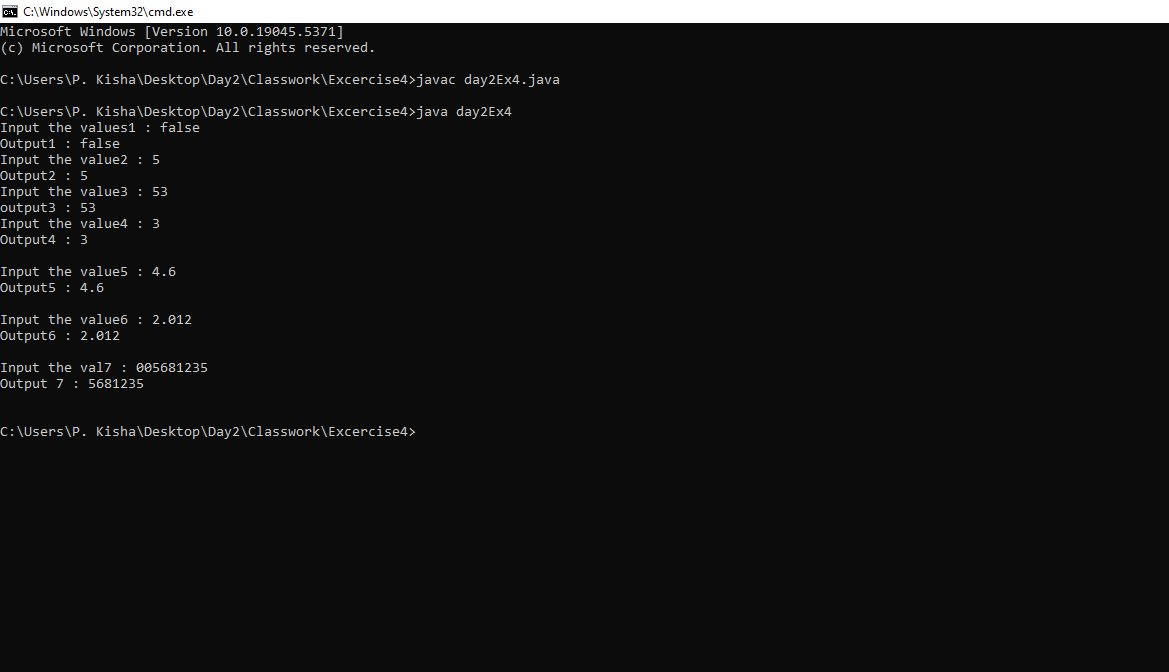 C:\Windows\System32\cmd.exe
Microsoft Windows [Version 10.0.19045.5371]
(c) Microsoft Corporation. All rights reserved.
C:\Users\P. Kisha\Desktop\Day2\Classwork\Excercise4>javac day2Ex4.java
C:\Users\P. Kisha\Desktop\Day2\Classwork\Excercise4>java day2Ex4
Input the values1 : false
Output1 : false
Input the value2 : 5
Output2 : 5
Input the value3 : 53
output3 : 53
Input the value4 : 3
Output4 : 3
Input the value5 : 4.6
Output5 : 4.6
Input the value6 : 2.012
Output6 : 2.012
Input the val7 : 005681235
Output 7 : 5681235
C:\Users\P. Kisha\Desktop\Day2\Classwork\Excercise4>